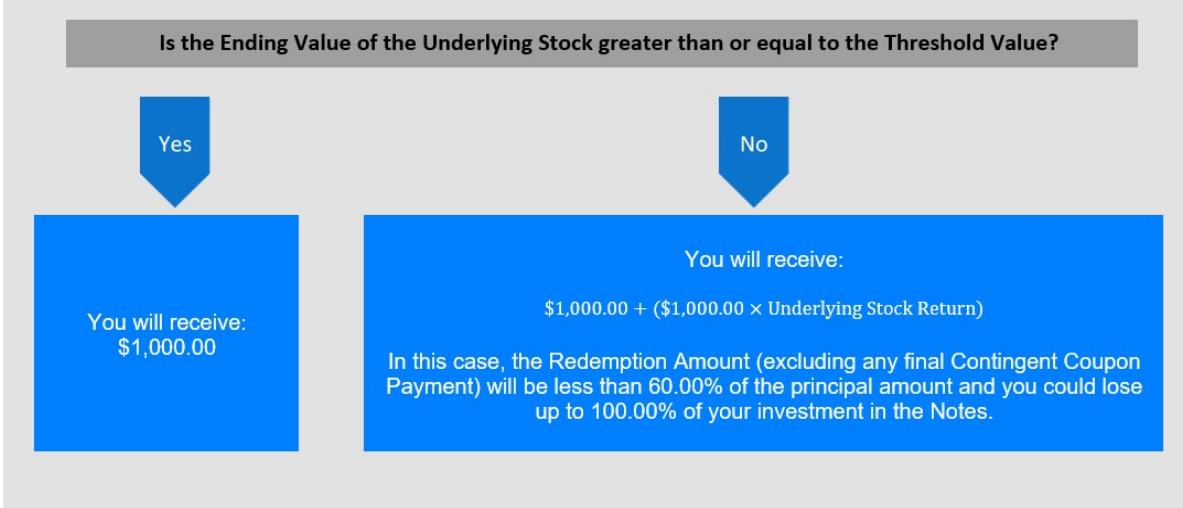 Is the Ending Value of the Underlying Stock greater than or equal to the Threshold Value?
Yes
No
You will receive:
$1,000.00
You will receive:
$1,000.00 + ($1,000.00 × Underlying Stock Return)
In this case, the Redemption Amount (excluding any final Contingent Coupon
Payment) will be less than 60.00% of the principal amount and you could lose
up to 100.00% of your investment in the Notes.